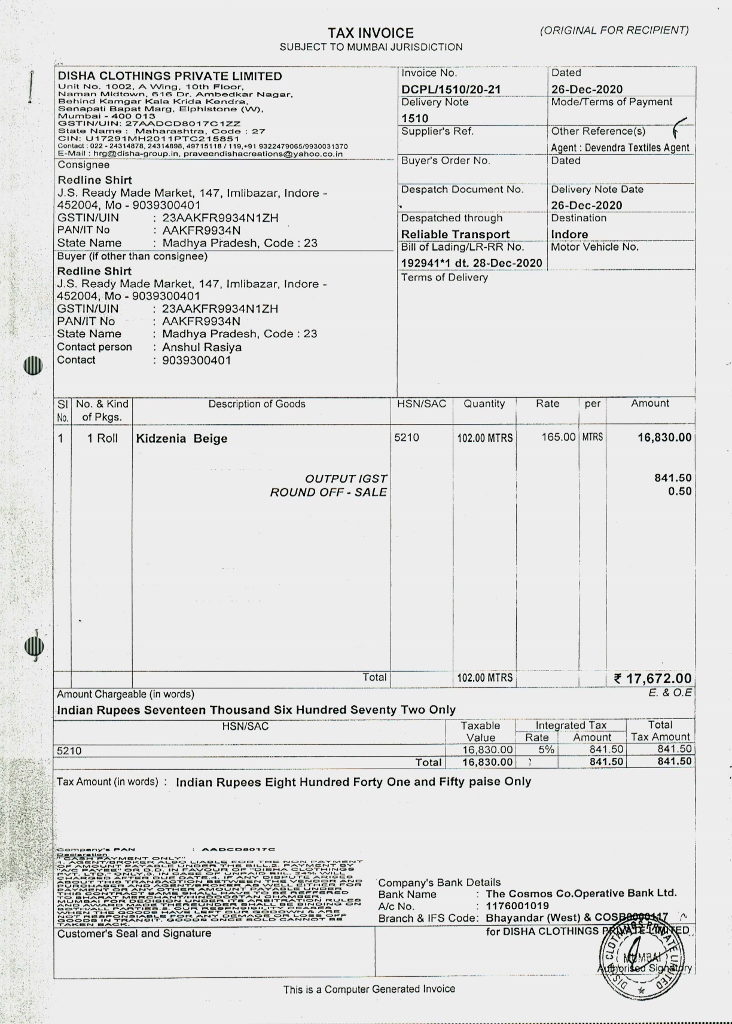 TAX INVOICE
(ORIGINAL FOR RECIPIENT)
SUBJECT TO MUMBAI JURISDICTION
DISHA CLOTHINGS PRIVATE LIMITED
Unit No. 1002, A Wing, 10th Floor,
Naman Midtown, 516 Dr. Ambedkar Nagar,
Behind Kamgar Kala Krida Kendra,
Senapati Bapat Marg, Elphistone (W),
Mumbai - 400 013
GSTIN/UIN: 27AADCD8017C1ZZ
State Name : Maharashtra, Code : 27
CIN: U17291MH2011PTC215851
Contact : 022 - 24314878, 24314898, 49715118 / 119,+91 9322479065/9930031370
E-Mail : hrg@disha-group.in, praveendishacreations@yahoo.co.in
Invoice No.
DCPL/1510/20-21
Dated
26-Dec-2020
Delivery Note
1510
Mode/Terms of Payment
Supplier's Ref.
Other Reference(s)
Agent : Devendra Textiles Agent
Consignee
Redline Shirt
J.S. Ready Made Market, 147, Imlibazar, Indore -
452004, Mo - 9039300401
GSTIN/UIN : 23AAKFR9934N1ZH
PAN/IT No : AAKFR9934N
State Name : Madhya Pradesh, Code : 23
Buyer's Order No.
Dated
Despatch Document No.
Delivery Note Date
26-Dec-2020
Despatched through
Reliable Transport
Destination
Indore
Bill of Lading/LR-RR No.
192941*1 dt. 28-Dec-2020
Motor Vehicle No.
Terms of Delivery
Buyer (if other than consignee)
Redline Shirt
J.S. Ready Made Market, 147, Imlibazar, Indore -
452004, Mo - 9039300401
GSTIN/UIN : 23AAKFR9934N1ZH
PAN/IT No : AAKFR9934N
State Name : Madhya Pradesh, Code : 23
Contact person : Anshul Rasiya
Contact : 9039300401
Sl No. No. & Kind of Pkgs. Description of Goods HSN/SAC Quantity Rate per Amount
1 1 Roll Kidzenia Beige 5210 102.00 MTRS 165.00 MTRS 16,830.00
OUTPUT IGST 841.50
ROUND OFF - SALE 0.50
Total 102.00 MTRS ₹ 17,672.00
Amount Chargeable (in words) E. & O.E
Indian Rupees Seventeen Thousand Six Hundred Seventy Two Only
HSN/SAC Taxable Value Integrated Tax Rate Amount Total Tax Amount
5210 16,830.00 5% 841.50 841.50
Total 16,830.00 841.50 841.50
Tax Amount (in words) : Indian Rupees Eight Hundred Forty One and Fifty paise Only
Company's PAN : AADCD8017C
Declaration
Company's Bank Details
Bank Name : The Cosmos Co.Operative Bank Ltd.
A/c No. : 1176001019
Branch & IFS Code: Bhayandar (West) & COSB0000117
Customer's Seal and Signature
for DISHA CLOTHINGS PRIVATE LIMITED
DISHA CLOTHINGS PRIVATE LIMITED
MUMBAI
Authorised Signatory
This is a Computer Generated Invoice